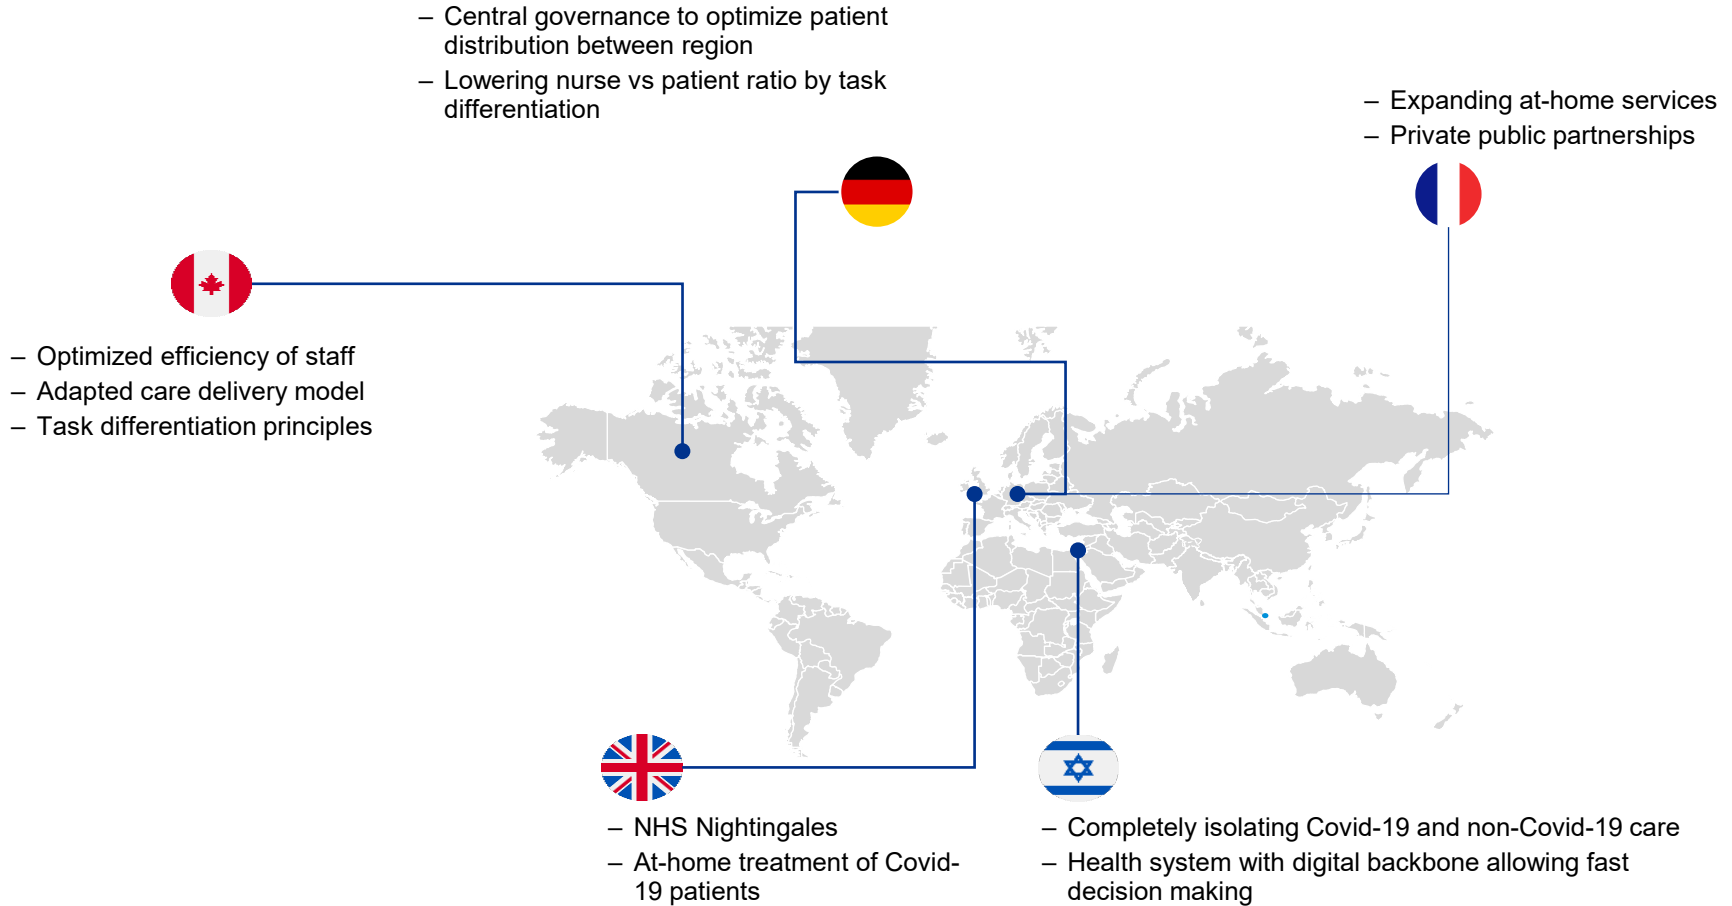 – Central governance to optimize patient
distribution between region
– Lowering nurse vs patient ratio by task
differentiation
– Expanding at-home services
– Private public partnerships
– Optimized efficiency of staff
– Adapted care delivery model
– Task differentiation principles
– NHS Nightingales
– At-home treatment of Covid-
19 patients
– Completely isolating Covid-19 and non-Covid-19 care
– Health system with digital backbone allowing fast
decision making